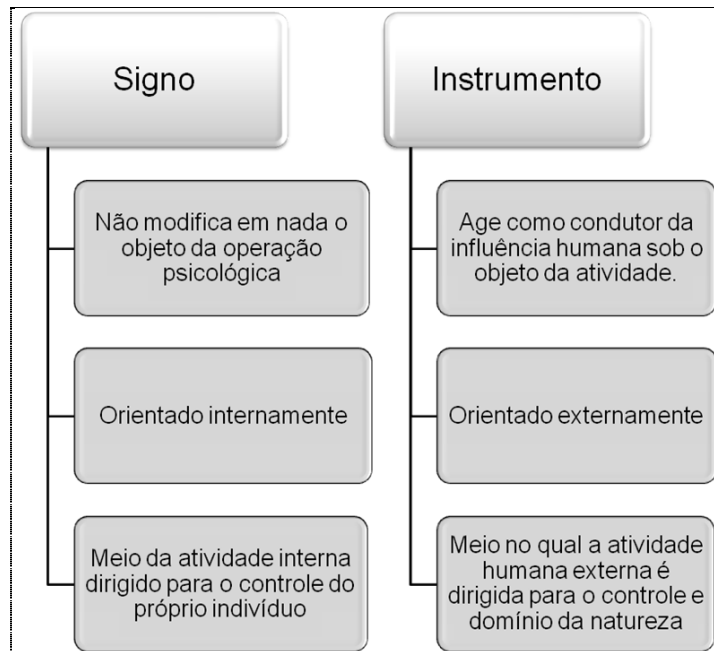 Signo
Não modifica em nada o
objeto da operação
psicológica
Orientado internamente
Meio da atividade interna
dirigido para o controle do
próprio indivíduo
Instrumento
Age como condutor da
influência humana sob o
objeto da atividade.
Orientado externamente
Meio no qual a atividade
humana externa é
dirigida para o controle e
domínio da natureza